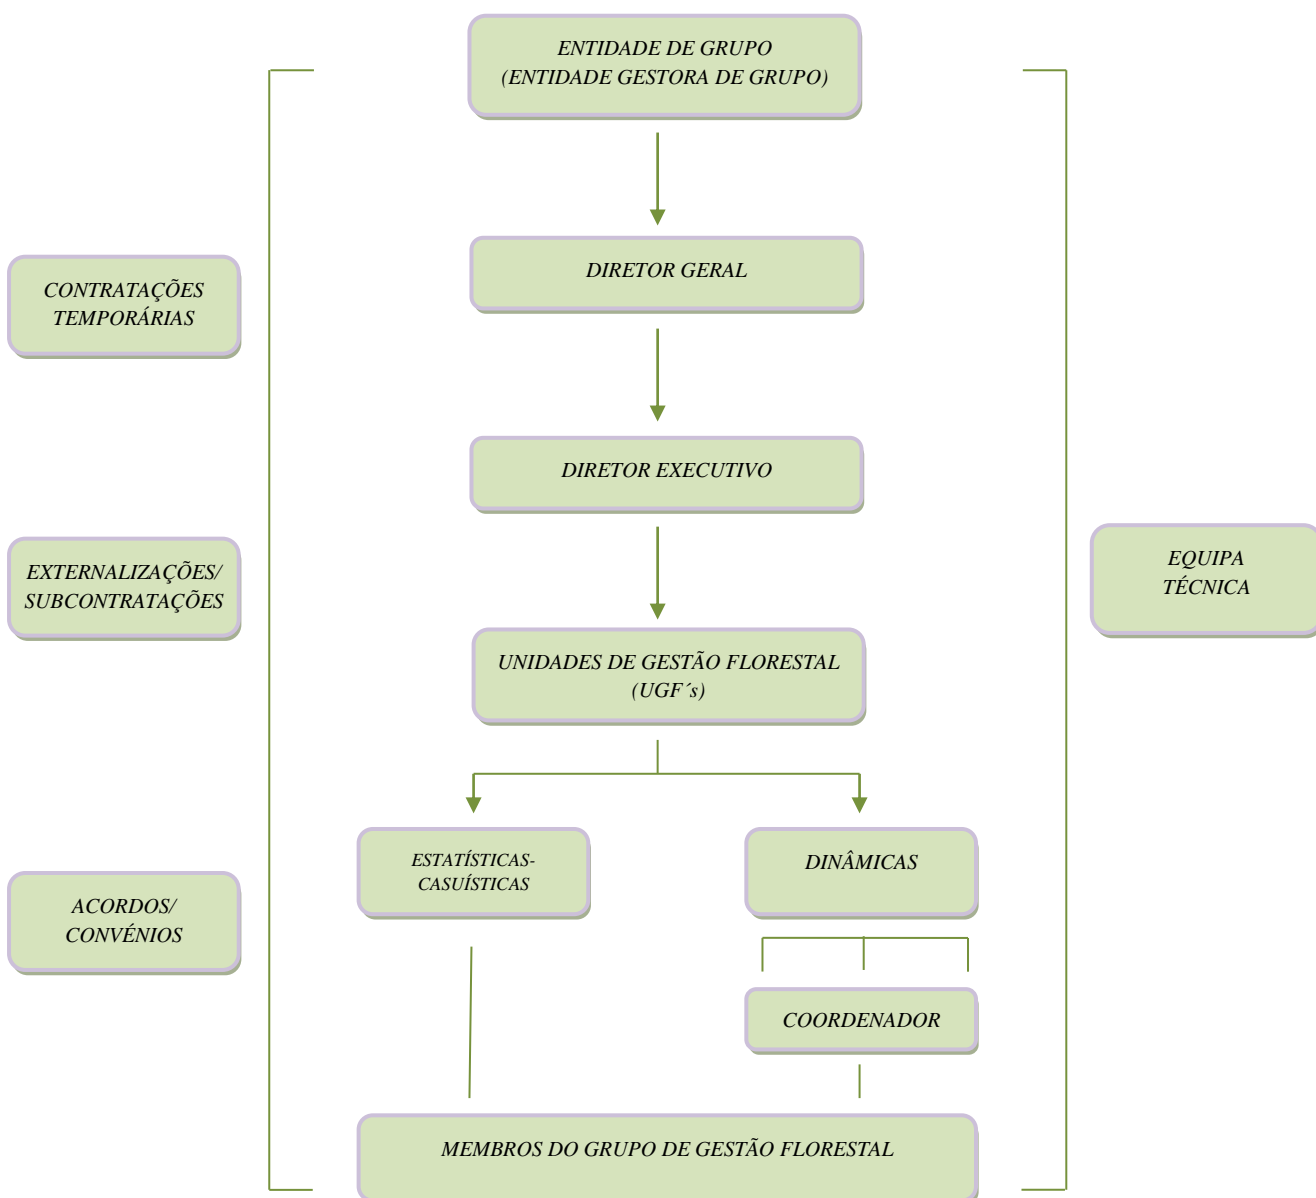 ENTIDADE DE GRUPO
(ENTIDADE GESTORA DE GRUPO)
DIRETOR GERAL
CONTRATAÇÕES
TEMPORÁRIAS
DIRETOR EXECUTIVO
EXTERNALIZAÇÕES/
SUBCONTRATAÇÕES
EQUIPA
TÉCNICA
UNIDADES DE GESTÃO FLORESTAL
(UGF´s)
ESTATÍSTICAS-
CASUÍSTICAS
DINÂMICAS
ACORDOS/
CONVÉNIOS
COORDENADOR
MEMBROS DO GRUPO DE GESTÃO FLORESTAL